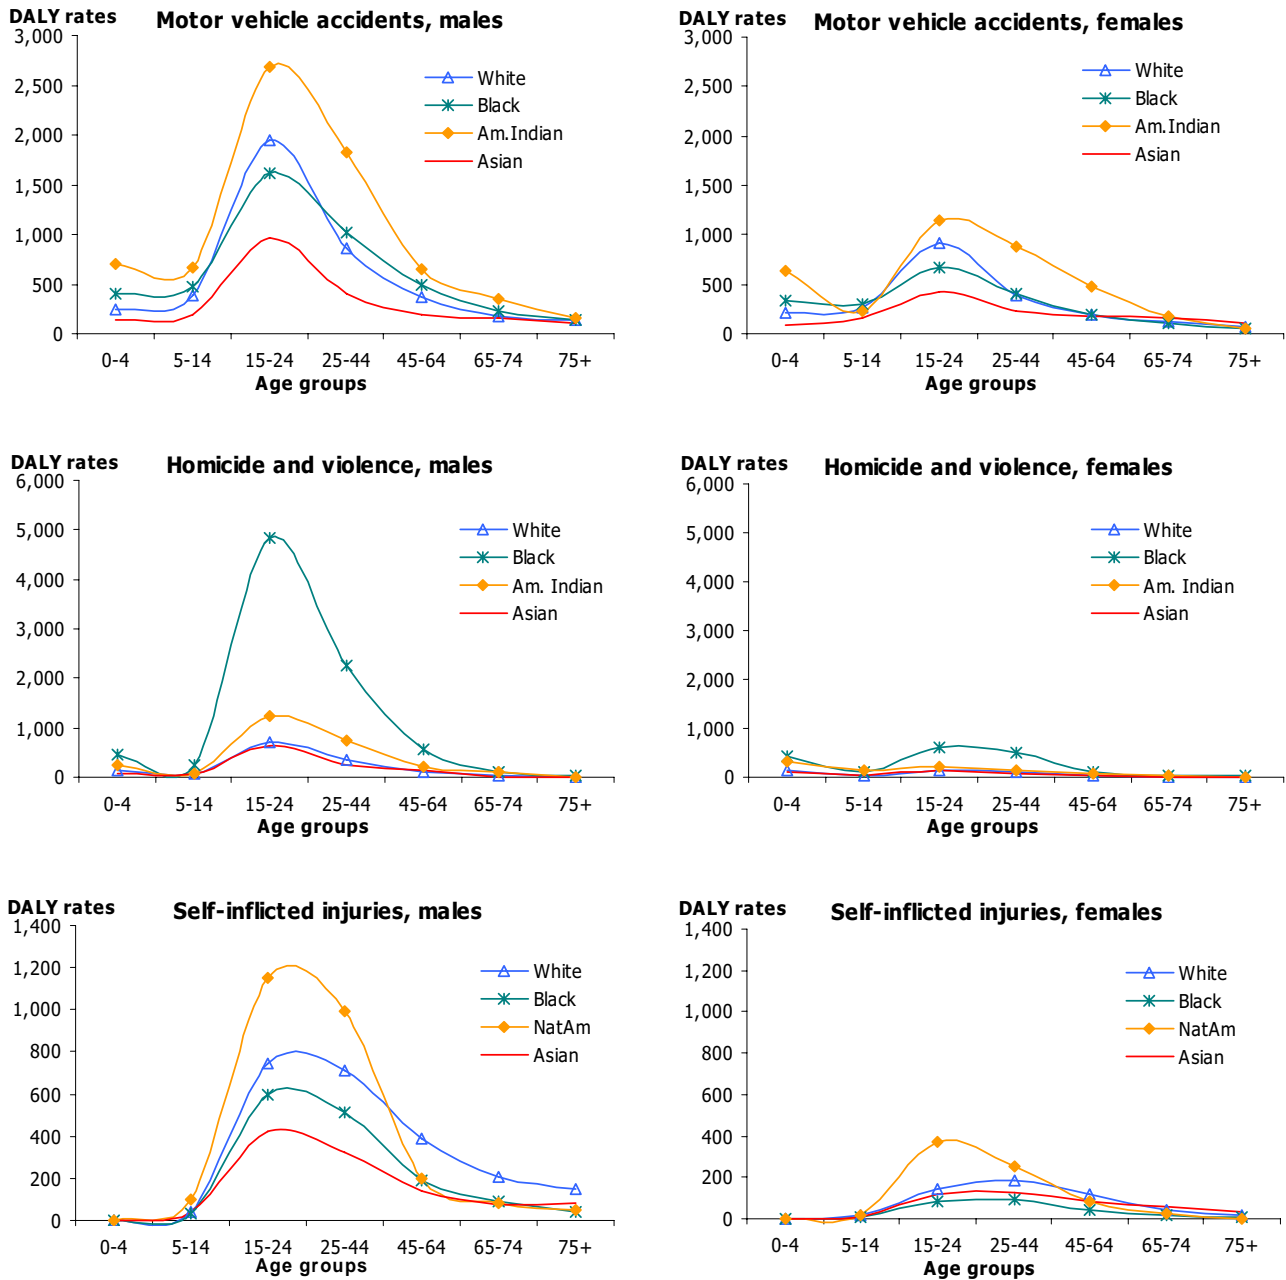 DALY rates
Motor vehicle accidents, males
3,000
2,500
2,000
1,500
1,000
500
0
White
Black
Am.Indian
Asian
0-4 5-14 15-24 25-44 45-64 65-74 75+
Age groups
DALY rates
Motor vehicle accidents, females
3,000
2,500
2,000
1,500
1,000
500
0
White
Black
Am.Indian
Asian
0-4 5-14 15-24 25-44 45-64 65-74 75+
Age groups
DALY rates
Homicide and violence, males
6,000
5,000
4,000
3,000
2,000
1,000
0
White
Black
Am. Indian
Asian
0-4 5-14 15-24 25-44 45-64 65-74 75+
Age groups
DALY rates
Homicide and violence, females
6,000
5,000
4,000
3,000
2,000
1,000
0
White
Black
Am. Indian
Asian
0-4 5-14 15-24 25-44 45-64 65-74 75+
Age groups
DALY rates
Self-inflicted injuries, males
1,400
1,200
1,000
800
600
400
200
0
White
Black
NatAm
Asian
0-4 5-14 15-24 25-44 45-64 65-74 75+
Age groups
DALY rates
Self-inflicted injuries, females
1,400
1,200
1,000
800
600
400
200
0
White
Black
NatAm
Asian
0-4 5-14 15-24 25-44 45-64 65-74 75+
Age groups